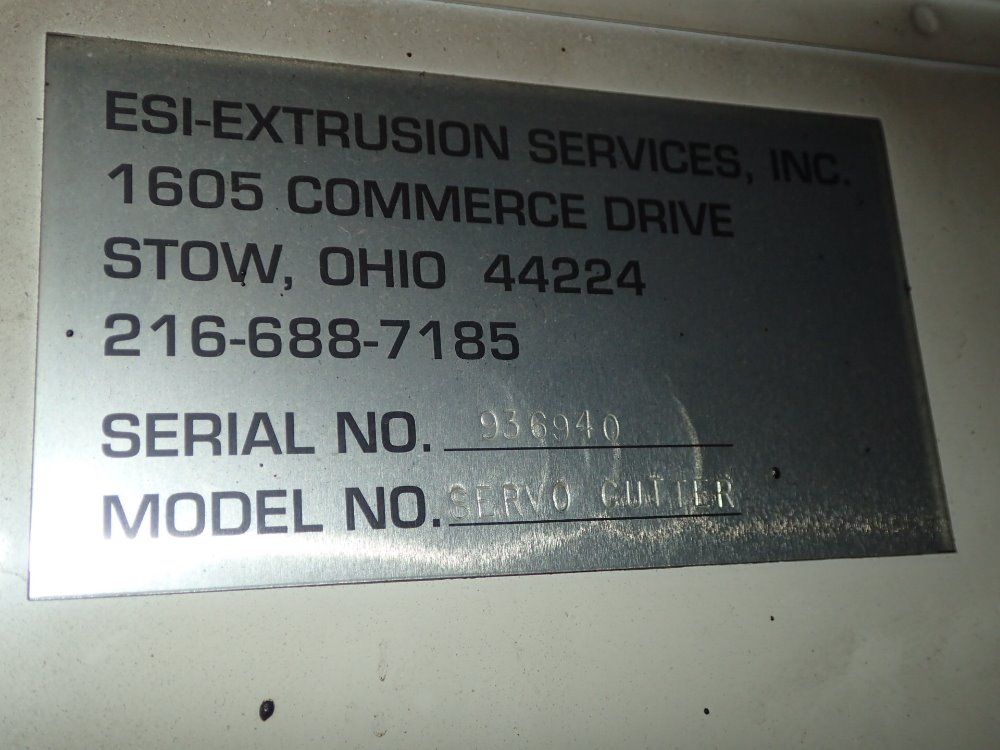 ESI-EXTRUSION SERVICES, INC.
1605 COMMERCE DRIVE
STOW, OHIO 44224
216-688-7185
SERIAL NO. 936940
MODEL NO. SERVO CUTTER